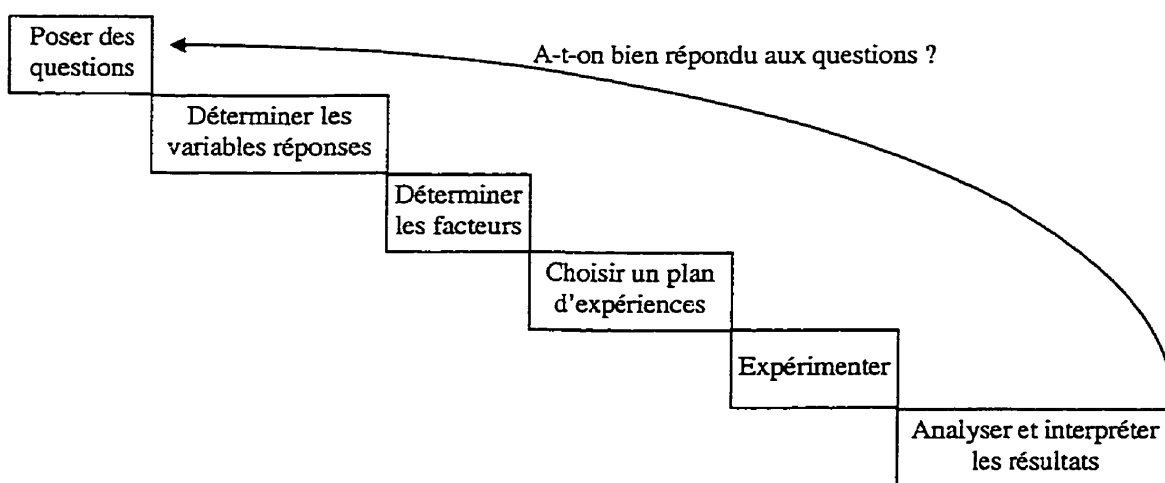 Poser des
questions
A-t-on bien répondu aux questions ?
Déterminer les
variables réponses
Déterminer
les facteurs
Choisir un plan
d'expériences
Expérimenter
Analyser et interpréter
les résultats